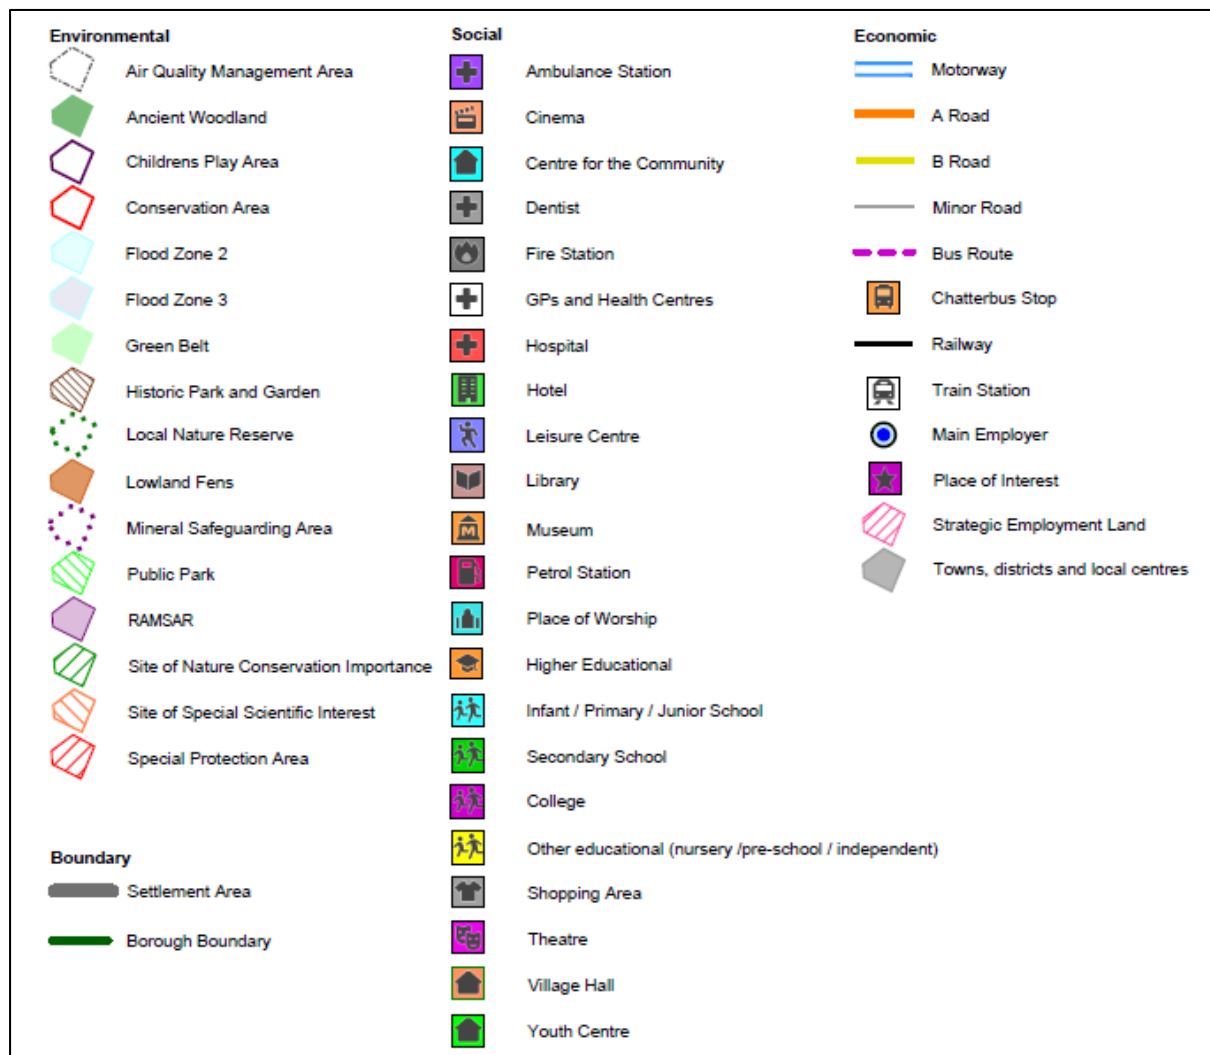 Environmental
Air Quality Management Area
Ancient Woodland
Childrens Play Area
Conservation Area
Flood Zone 2
Flood Zone 3
Green Belt
Historic Park and Garden
Local Nature Reserve
Lowland Fens
Mineral Safeguarding Area
Public Park
RAMSAR
Site of Nature Conservation Importance
Site of Special Scientific Interest
Special Protection Area
Boundary
Settlement Area
Borough Boundary
Social
Ambulance Station
Cinema
Centre for the Community
Dentist
Fire Station
GPs and Health Centres
Hospital
Hotel
Leisure Centre
Library
M
Museum
Petrol Station
Place of Worship
Higher Educational
Infant / Primary / Junior School
Secondary School
College
Other educational (nursery /pre-school / independent)
Shopping Area
Theatre
Village Hall
Youth Centre
Economic
Motorway
A Road
B Road
Minor Road
Bus Route
Chatterbus Stop
Railway
Train Station
Main Employer
Place of Interest
Strategic Employment Land
Towns, districts and local centres